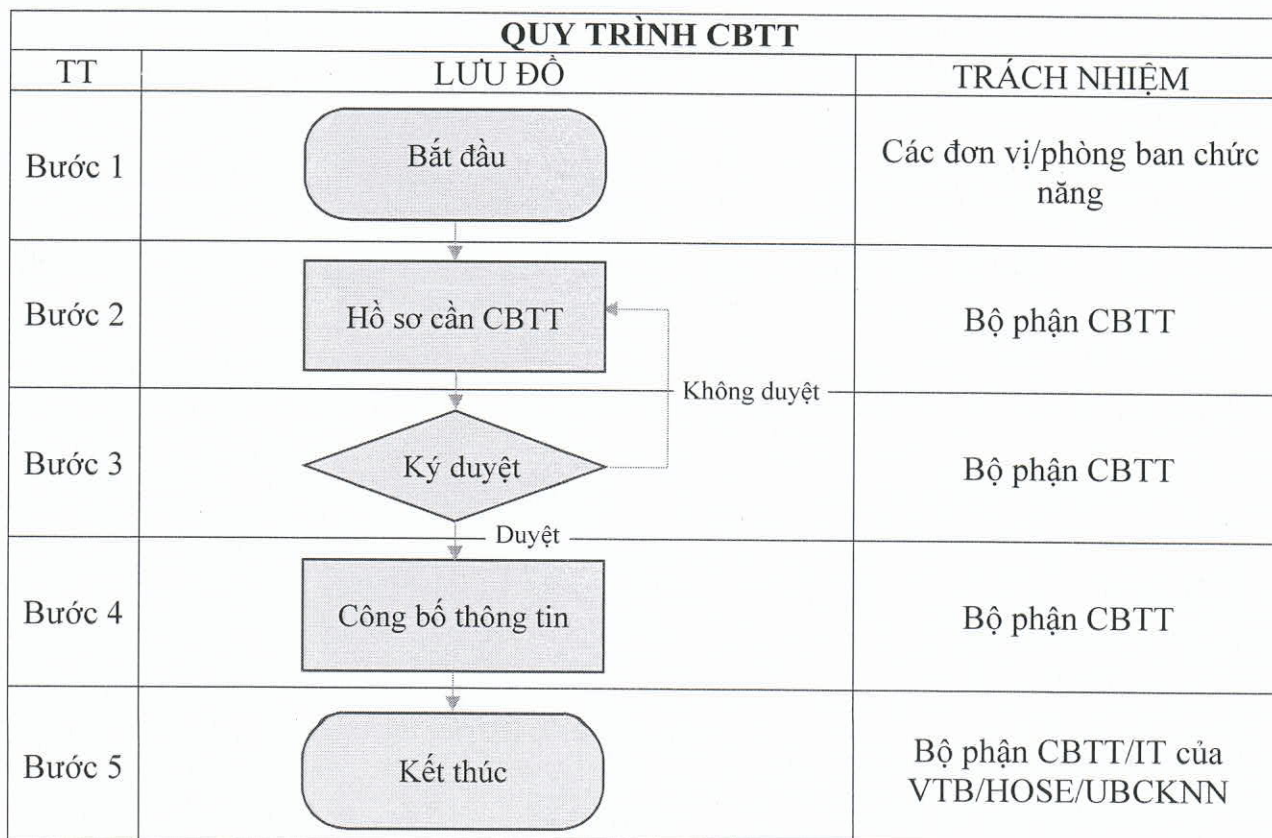 QUY TRÌNH CBTT
TT LƯU ĐỒ TRÁCH NHIỆM
Bước 1 Bắt đầu Các đơn vị/phòng ban chức
năng
Bước 2 Hồ sơ cần CBTT Bộ phận CBTT
Không duyệt
Bước 3 Ký duyệt Bộ phận CBTT
Duyệt
Bước 4 Công bố thông tin Bộ phận CBTT
Bước 5 Kết thúc Bộ phận CBTT/IT của
VTB/HOSE/UBCKNN